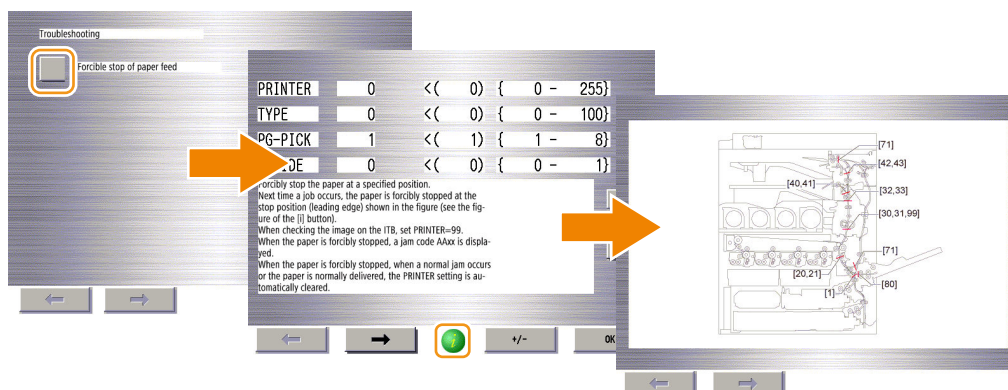 Troubleshooting
Forcible stop of paper feed
PRINTER 0 <( 0) { 0 - 255}
TYPE 0 <( 0) { 0 - 100}
PG-PICK 1 <( 1) { 1 - 8}
IDE 0 <( 0) { 0 - 1}
Forcibly stop the paper at a specified position.
Next time a job occurs, the paper is forcibly stopped at the
stop position (leading edge) shown in the figure (see the fig-
ure of the [i] button).
When checking the image on the ITB, set PRINTER=99.
When the paper is forcibly stopped, a jam code AAxx is displa-
yed.
When the paper is forcibly stopped, when a normal jam occurs
or the paper is normally delivered, the PRINTER setting is au-
tomatically cleared.
i
+/-
OK
[71]
[42,43]
[40,41]
[32,33]
[30,31,99]
[71]
[20,21]
[80]
[1]